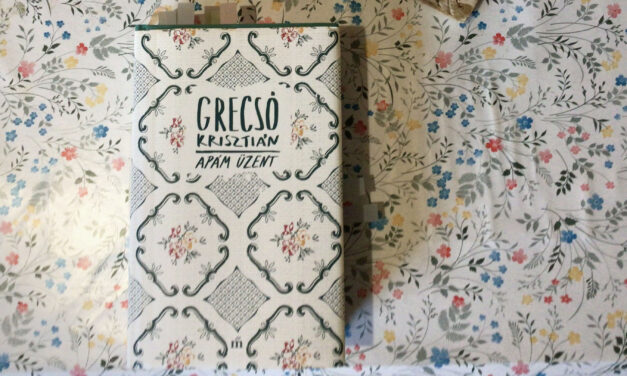 GRECSÓ
KRISZTIÁN
APÁM ÜZENT
m